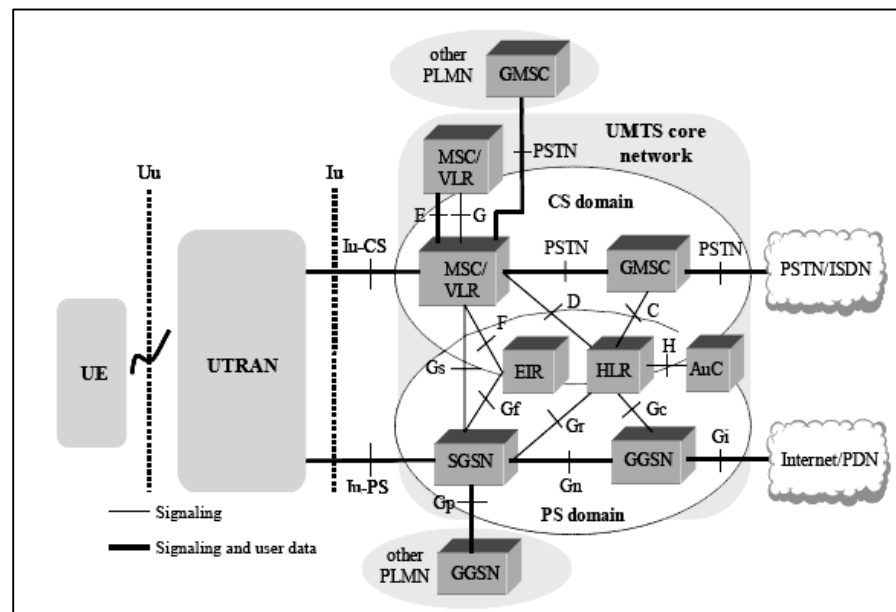 other
PLMN
GMSC
UMTS core
network
MSC/
VLR
PSTN
Uu
Iu
E
G
CS domain
Iu-CS
MSC/
VLR
PSTN
GMSC
PSTN
PSTN/ISDN
D
C
F
UE
UTRAN
Gs
EIR
HLR
H
AuC
Gf
Gr
Gc
SGSN
GGSN
Gi
Internet/PDN
Iu-PS
Gn
Gp
PS domain
Signaling
Signaling and user data
other
PLMN
GGSN